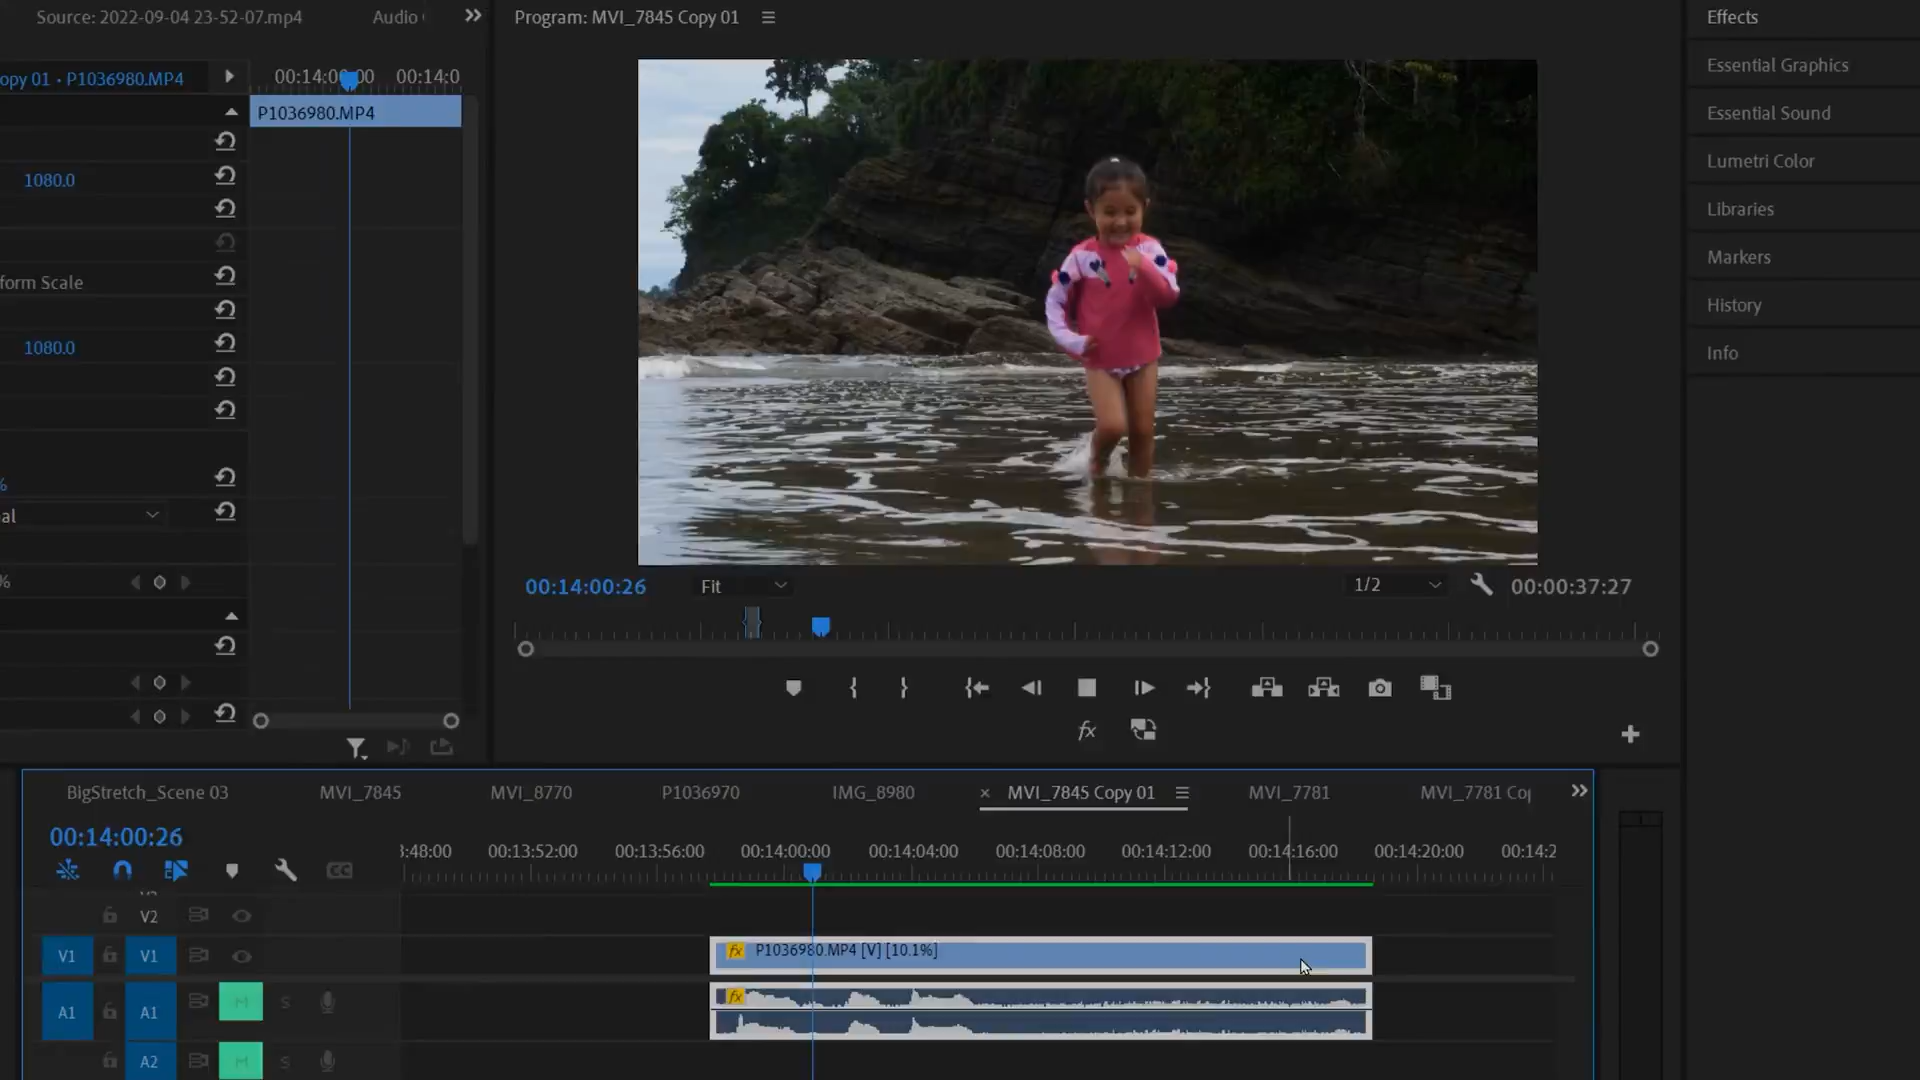 Source: 2022-09-04 23-52-07.mp4
Audio
Program: MVI_7845 Copy 01
Effects
Essential Graphics
Essential Sound
Lumetri Color
Libraries
Markers
History
Info
opy 01 • P1036980.MP4
00:14:00:00
00:14:0
P1036980.MP4
1080.0
form Scale
1080.0
%
al
%
00:14:00:26
Fit
1/2
00:00:37:27
fx
BigStretch_Scene 03
MVI_7845
MVI_8770
P1036970
IMG_8980
× MVI_7845 Copy 01
MVI_7781
MVI_7781 Co
00:14:00:26
3:48:00
00:13:52:00
00:13:56:00
00:14:00:00
00:14:04:00
00:14:08:00
00:14:12:00
00:14:16:00
00:14:20:00
00:14:2
CC
V2
V1
V1
fx P1036980.MP4 [V] [10.1%]
A1
A1
M
S
fx
A2
M
S